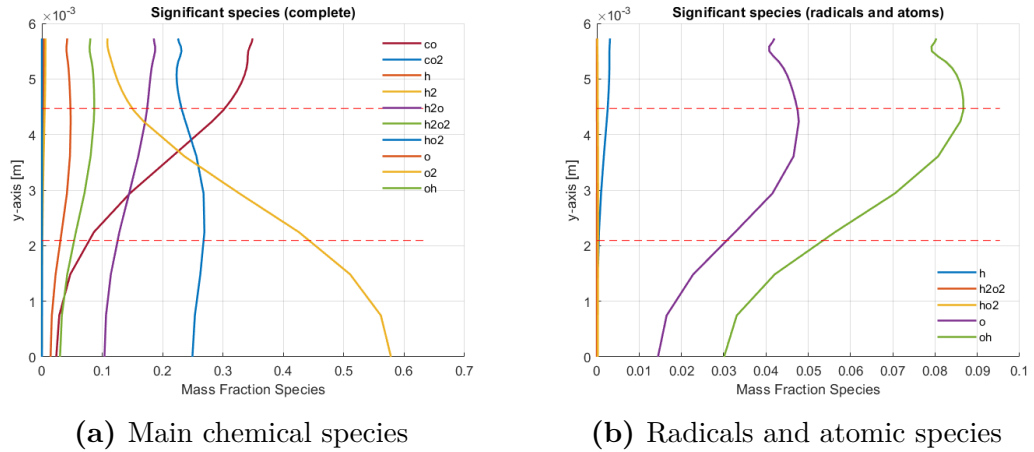 Significant species (complete)
×10⁻³
6
5
4
3
2
1
0
y-axis [m]
co
co2
h
h2
h2o
h2o2
ho2
o
o2
oh
0 0.1 0.2 0.3 0.4 0.5 0.6 0.7
Mass Fraction Species
(a) Main chemical species
Significant species (radicals and atoms)
×10⁻³
6
5
4
3
2
1
0
y-axis [m]
h
h2o2
ho2
o
oh
0 0.01 0.02 0.03 0.04 0.05 0.06 0.07 0.08 0.09 0.1
Mass Fraction Species
(b) Radicals and atomic species